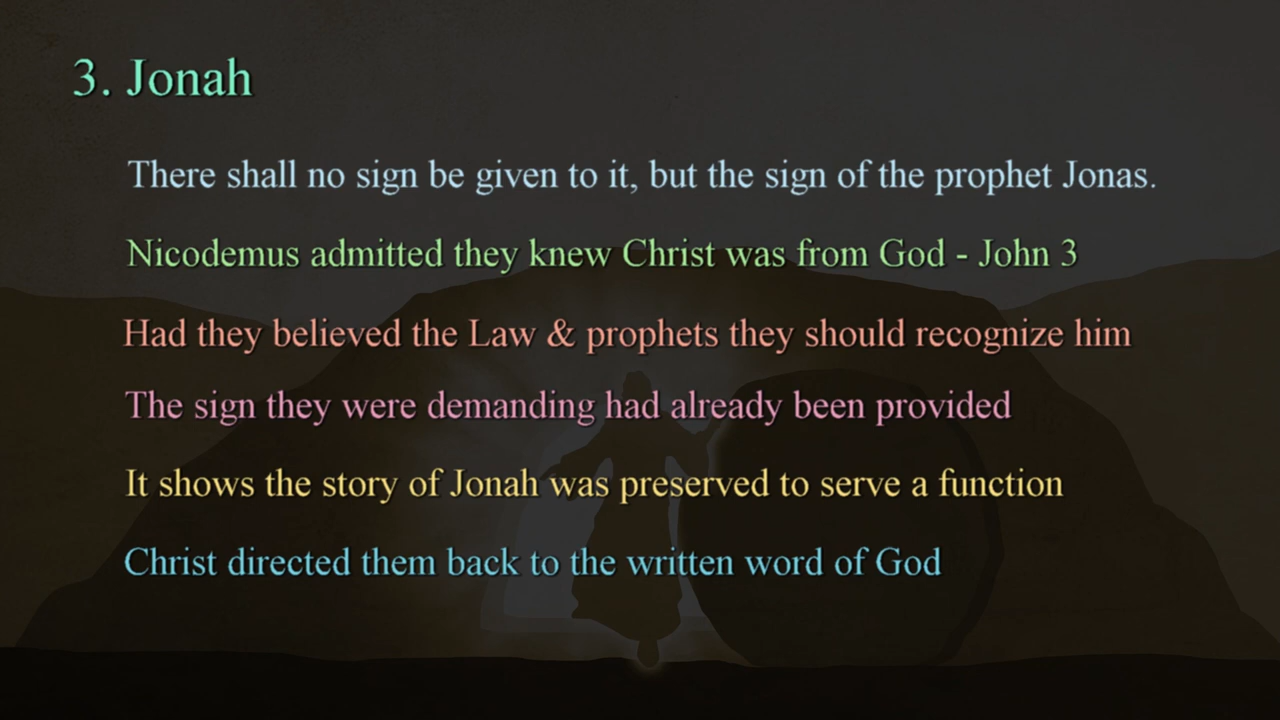 3. Jonah
There shall no sign be given to it, but the sign of the prophet Jonas.
Nicodemus admitted they knew Christ was from God - John 3
Had they believed the Law & prophets they should recognize him
The sign they were demanding had already been provided
It shows the story of Jonah was preserved to serve a function
Christ directed them back to the written word of God